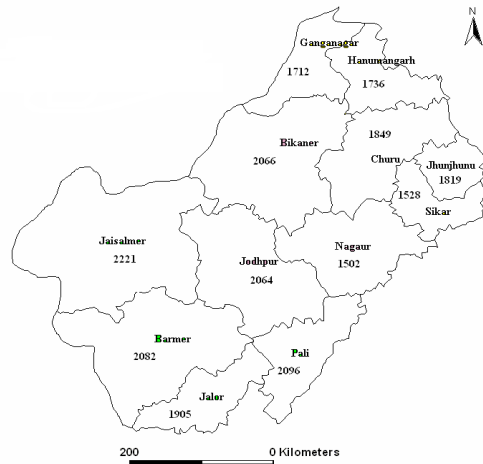 N
Ganganagar
Hanumangarh
1712
1736
1849
Bikaner
2066
Churu
Jhunjhunu
1819
1528
Sikar
Jaisalmer
2221
Jodhpur
2064
Nagaur
1502
Barmer
2082
Pali
2096
Jalor
1905
200 0 Kilometers